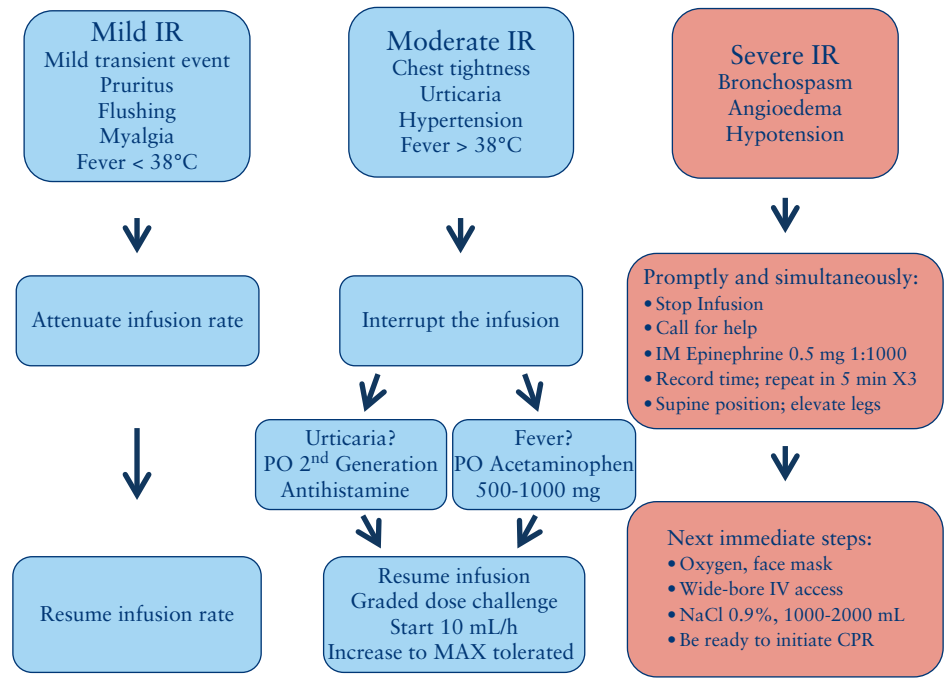 Mild IR
Mild transient event
Pruritus
Flushing
Myalgia
Fever < 38°C
Attenuate infusion rate
Resume infusion rate
Moderate IR
Chest tightness
Urticaria
Hypertension
Fever > 38°C
Interrupt the infusion
Urticaria?
PO 2nd Generation
Antihistamine
Fever?
PO Acetaminophen
500-1000 mg
Resume infusion
Graded dose challenge
Start 10 mL/h
Increase to MAX tolerated
Severe IR
Bronchospasm
Angioedema
Hypotension
Promptly and simultaneously:
• Stop Infusion
• Call for help
• IM Epinephrine 0.5 mg 1:1000
• Record time; repeat in 5 min X3
• Supine position; elevate legs
Next immediate steps:
• Oxygen, face mask
• Wide-bore IV access
• NaCl 0.9%, 1000-2000 mL
• Be ready to initiate CPR